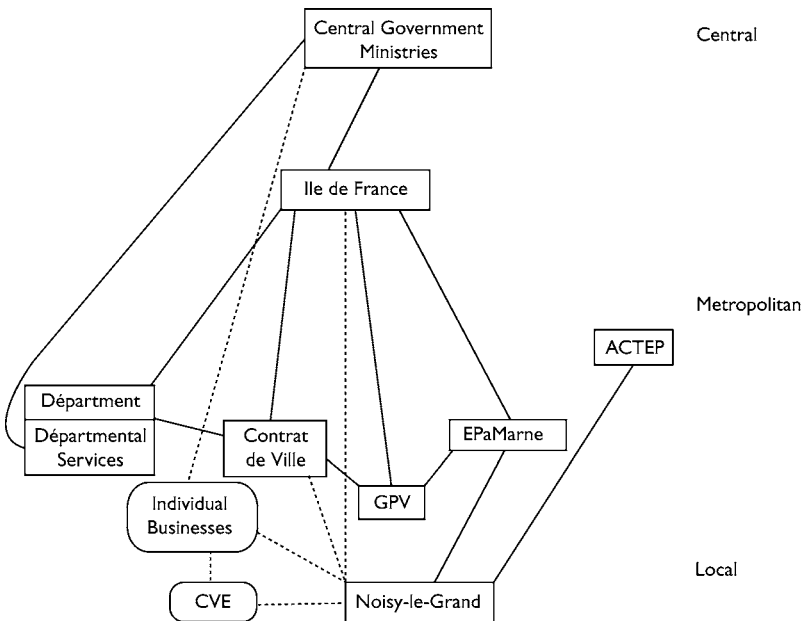 Central Government
Ministries
Central
Ile de France
Metropolitan
ACTEP
Départment
Départmental
Services
Contrat
de Ville
EPaMarne
GPV
Individual
Businesses
Local
CVE
Noisy-le-Grand